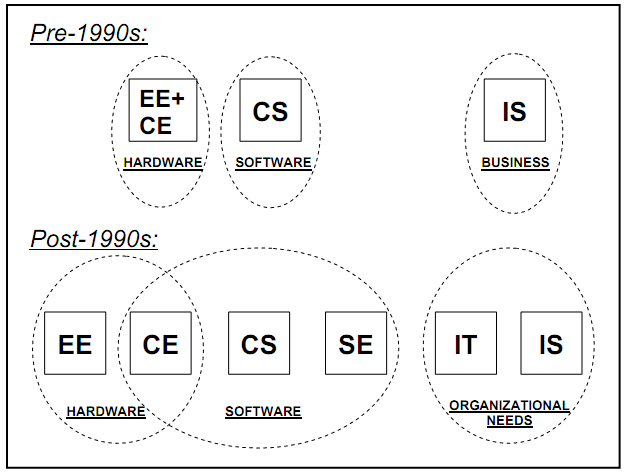 Pre-1990s:
EE+
CE
CS
IS
HARDWARE
SOFTWARE
BUSINESS
Post-1990s:
EE
CE
CS
SE
IT
IS
HARDWARE
SOFTWARE
ORGANIZATIONAL
NEEDS